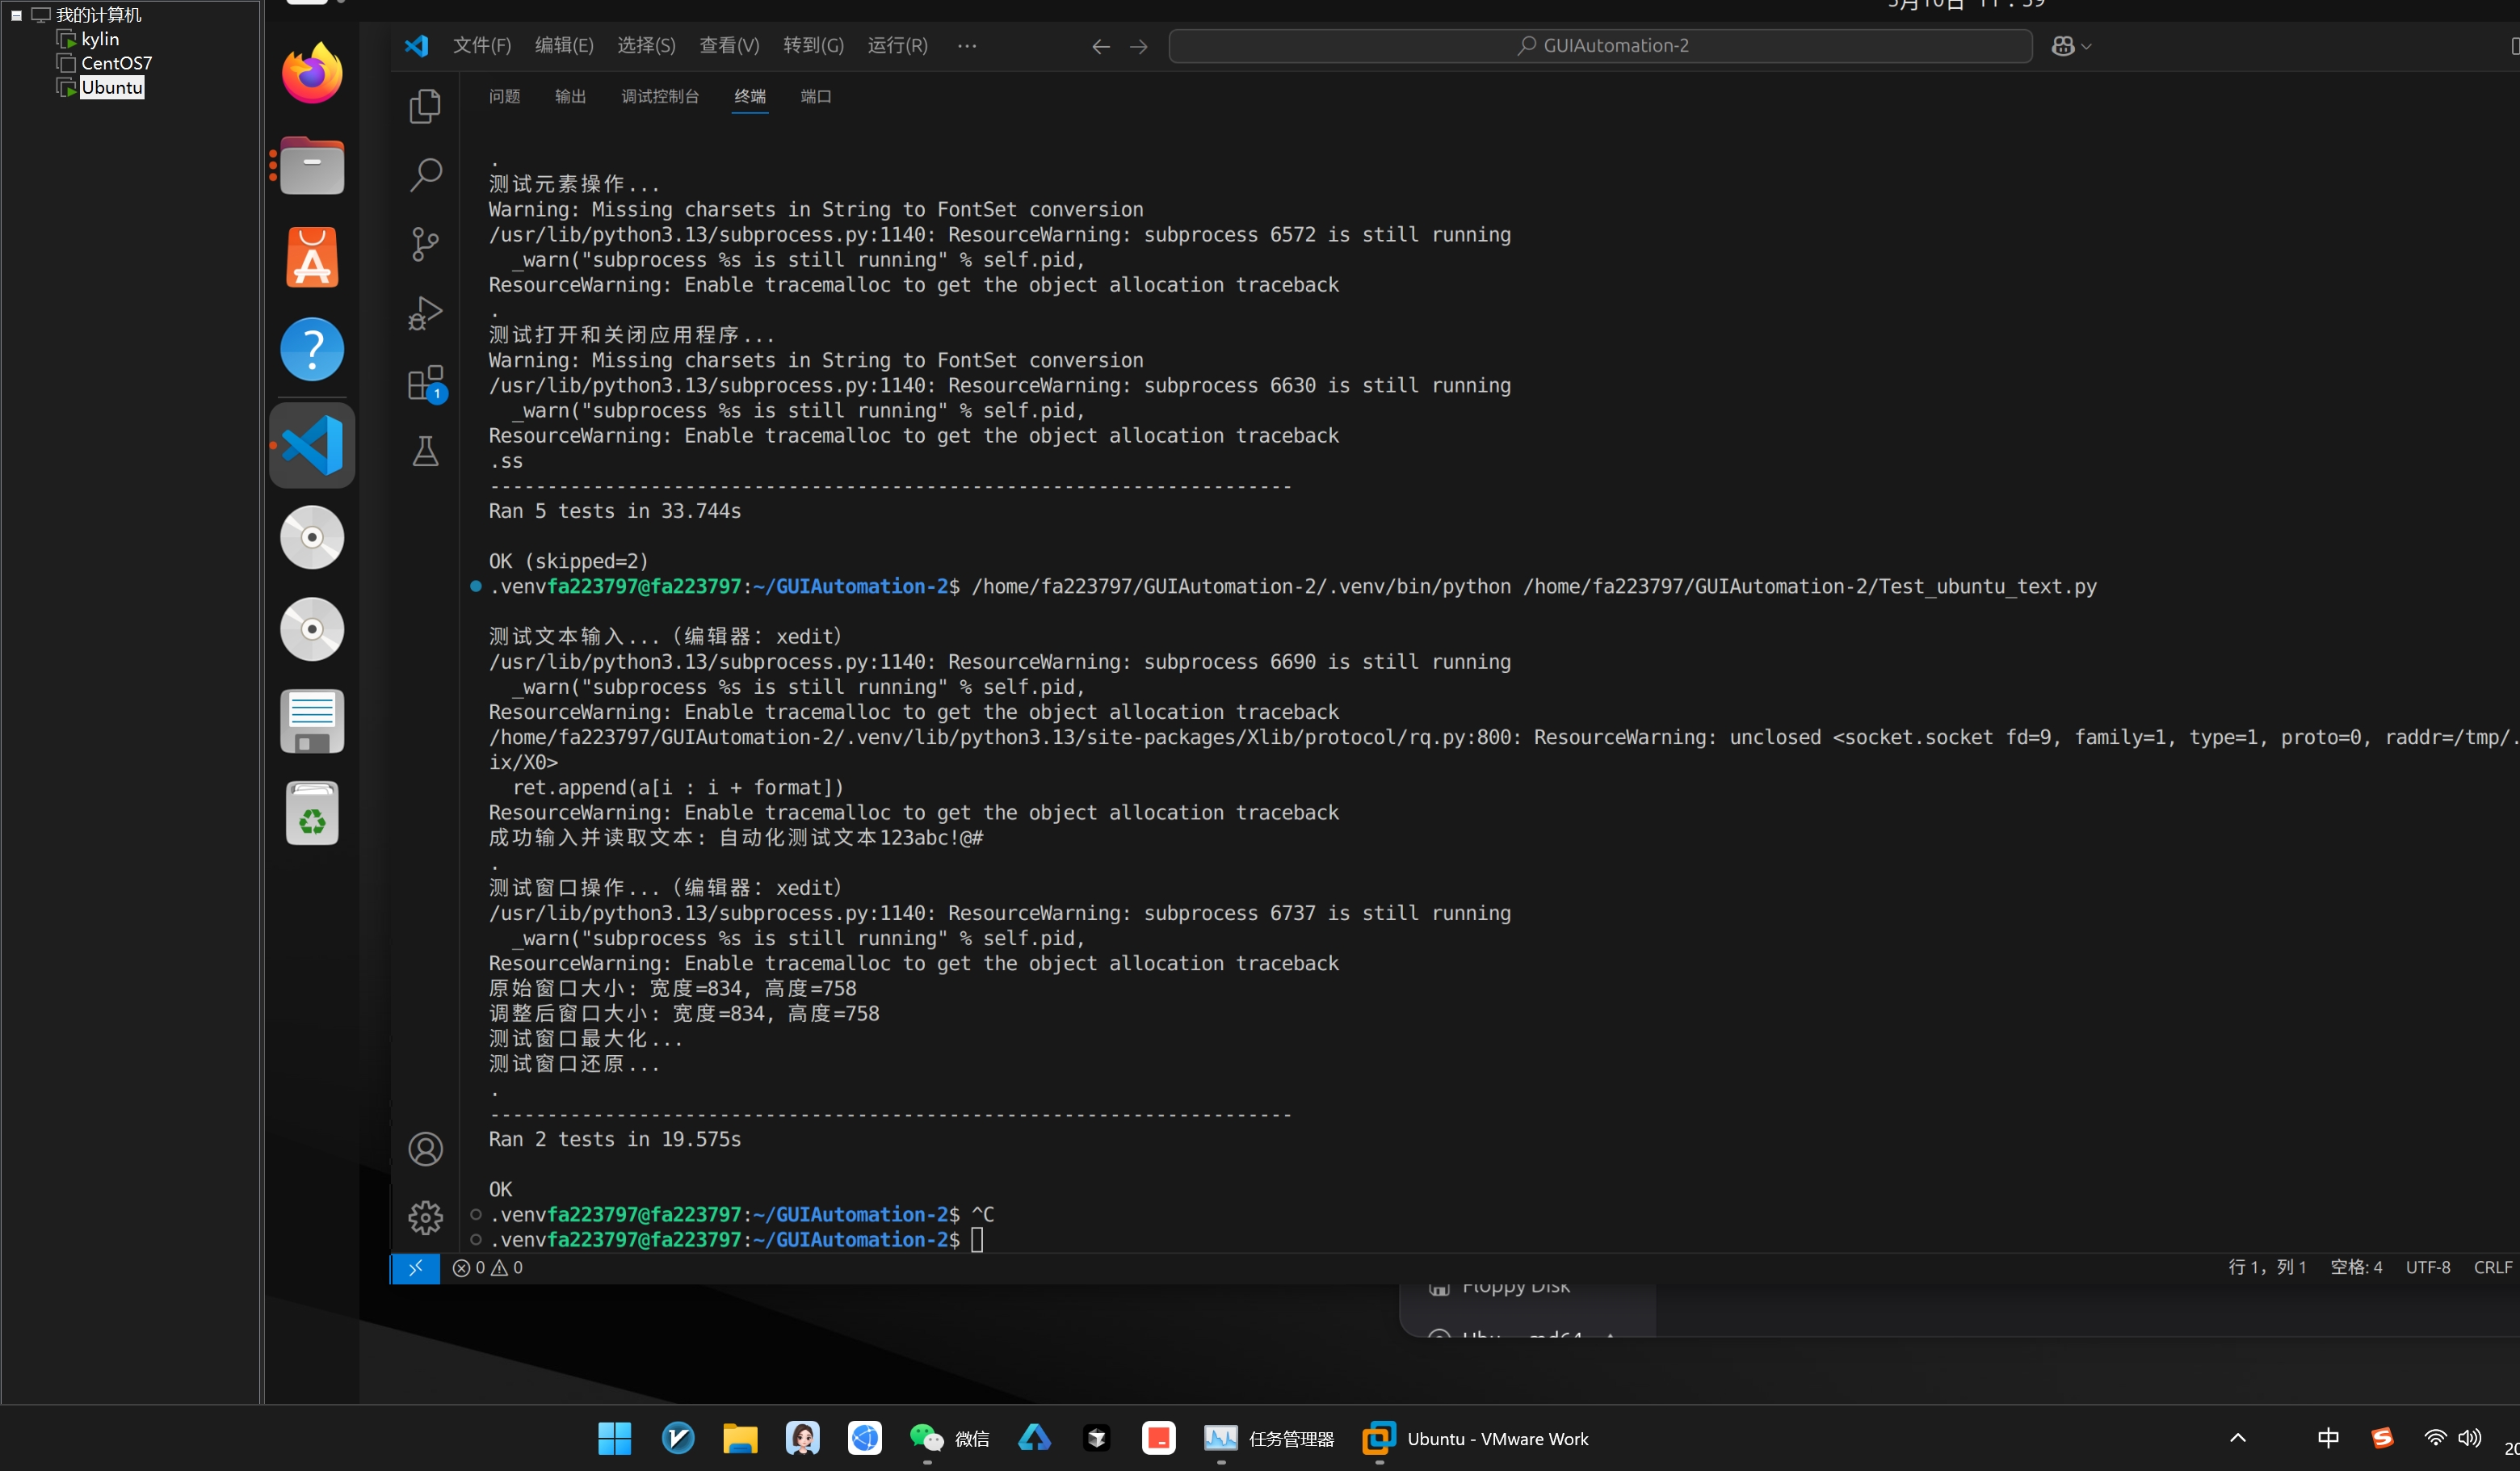 我的计算机
kylin
CentOS7
Ubuntu
5月10日 11:59
文件(F) 编辑(E) 选择(S) 查看(V) 转到(G) 运行(R) ···
GUIAutomation-2
问题 输出 调试控制台 终端 端口
.
测试元素操作...
Warning: Missing charsets in String to FontSet conversion
/usr/lib/python3.13/subprocess.py:1140: ResourceWarning: subprocess 6572 is still running
_warn("subprocess %s is still running" % self.pid,
ResourceWarning: Enable tracemalloc to get the object allocation traceback
.
测试打开和关闭应用程序...
Warning: Missing charsets in String to FontSet conversion
/usr/lib/python3.13/subprocess.py:1140: ResourceWarning: subprocess 6630 is still running
_warn("subprocess %s is still running" % self.pid,
ResourceWarning: Enable tracemalloc to get the object allocation traceback
.ss
----------------------------------------------------------------------
Ran 5 tests in 33.744s
OK (skipped=2)
.venvfa223797@fa223797:~/GUIAutomation-2$ /home/fa223797/GUIAutomation-2/.venv/bin/python /home/fa223797/GUIAutomation-2/Test_ubuntu_text.py
测试文本输入...（编辑器：xedit）
/usr/lib/python3.13/subprocess.py:1140: ResourceWarning: subprocess 6690 is still running
_warn("subprocess %s is still running" % self.pid,
ResourceWarning: Enable tracemalloc to get the object allocation traceback
/home/fa223797/GUIAutomation-2/.venv/lib/python3.13/site-packages/Xlib/protocol/rq.py:800: ResourceWarning: unclosed <socket.socket fd=9, family=1, type=1, proto=0, raddr=/tmp/.
ix/X0>
ret.append(a[i : i + format])
ResourceWarning: Enable tracemalloc to get the object allocation traceback
成功输入并读取文本: 自动化测试文本123abc!@#
.
测试窗口操作...（编辑器：xedit）
/usr/lib/python3.13/subprocess.py:1140: ResourceWarning: subprocess 6737 is still running
_warn("subprocess %s is still running" % self.pid,
ResourceWarning: Enable tracemalloc to get the object allocation traceback
原始窗口大小: 宽度=834, 高度=758
调整后窗口大小: 宽度=834, 高度=758
测试窗口最大化...
测试窗口还原...
.
----------------------------------------------------------------------
Ran 2 tests in 19.575s
OK
.venvfa223797@fa223797:~/GUIAutomation-2$ ^C
.venvfa223797@fa223797:~/GUIAutomation-2$
1
0 0
行 1，列 1 空格: 4 UTF-8 CRLF
Floppy Disk
微信
任务管理器
Ubuntu - VMware Work
中
20